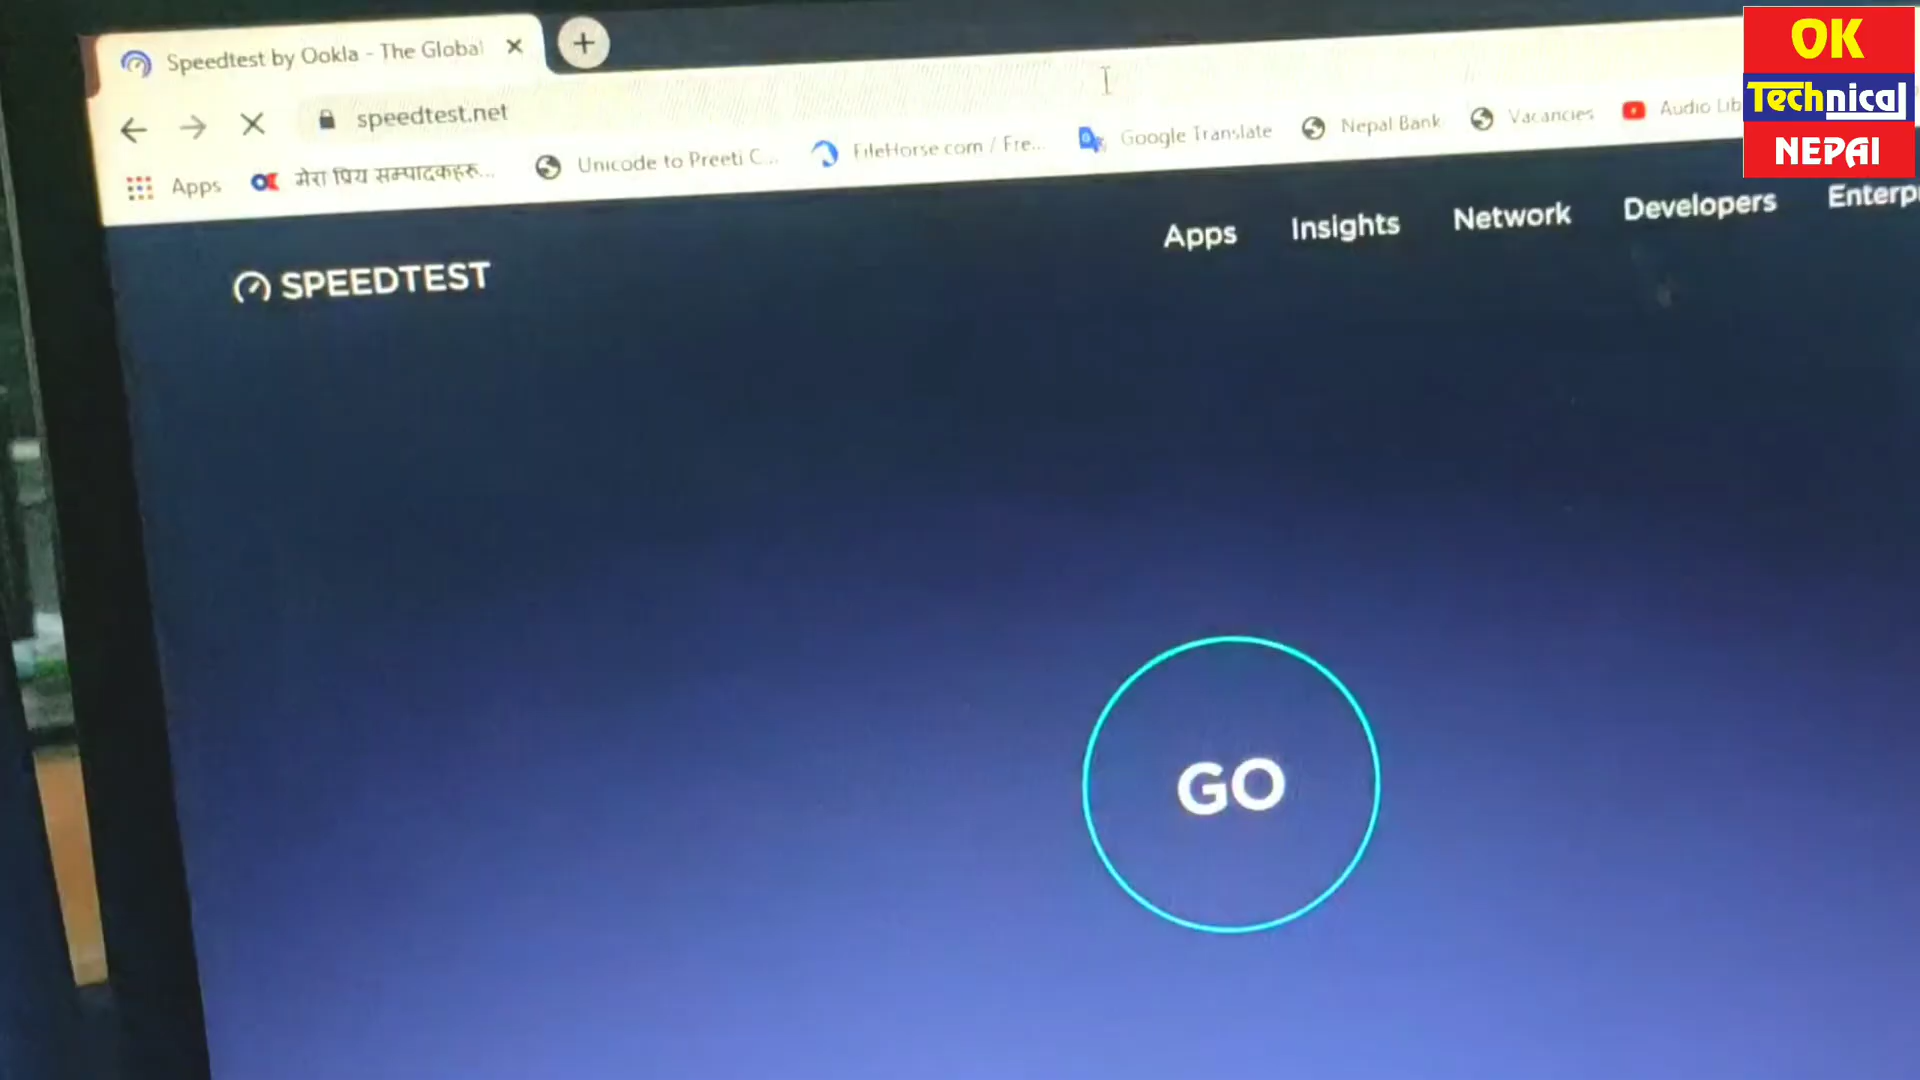 Speedtest by Ookla - The Global
speedtest.net
Apps
मेरा प्रिय सम्पादकहरू...
Unicode to Preeti C...
FileHorse.com / Fre...
Google Translate
Nepal Bank
Vacancies
Audio Lib
SPEEDTEST
Apps
Insights
Network
Developers
Enterp
GO
OK
Technical
NEPAl